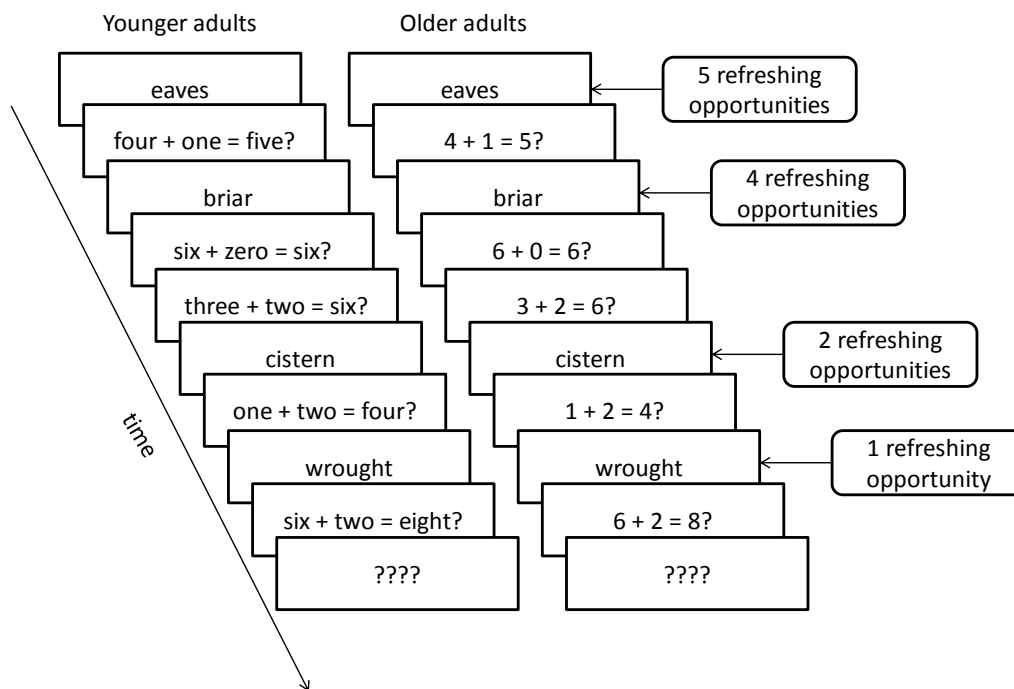 Younger adults
eaves
four + one = five?
briar
six + zero = six?
three + two = six?
cistern
one + two = four?
wrought
six + two = eight?
????
time
Older adults
eaves
4 + 1 = 5?
briar
6 + 0 = 6?
3 + 2 = 6?
cistern
1 + 2 = 4?
wrought
6 + 2 = 8?
????
5 refreshing
opportunities
4 refreshing
opportunities
2 refreshing
opportunities
1 refreshing
opportunity